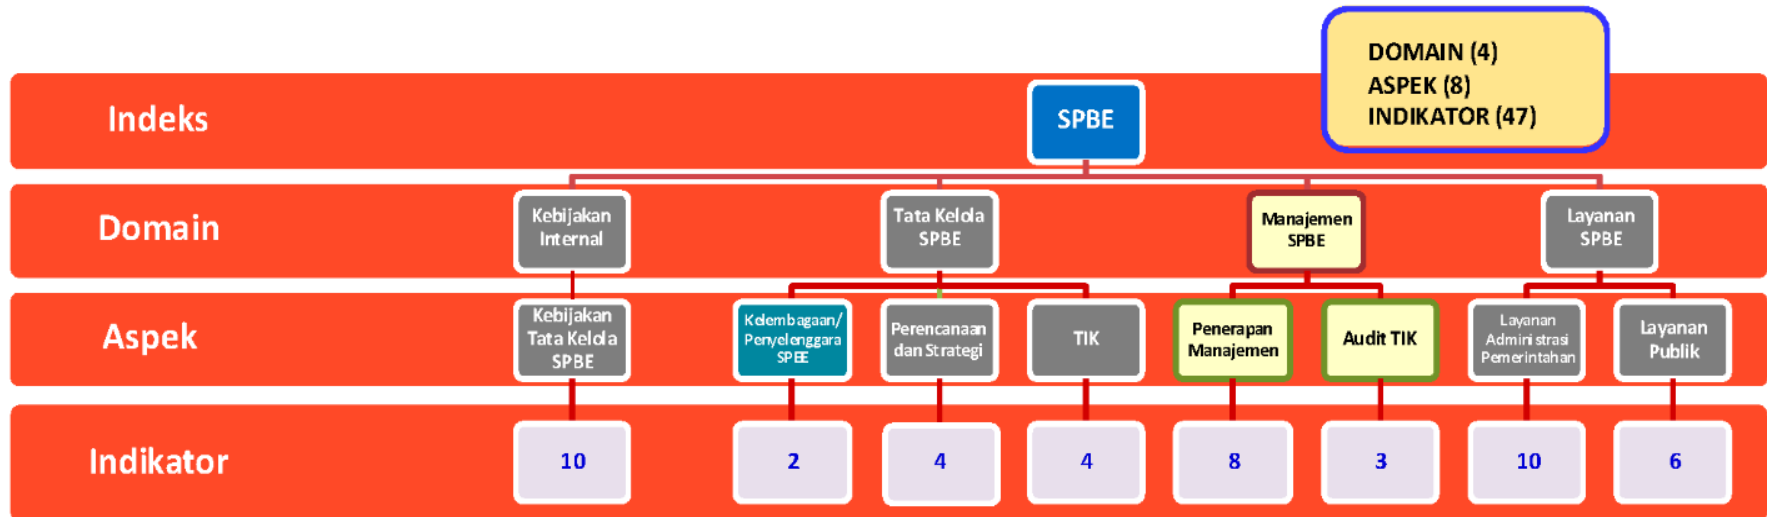 DOMAIN (4)
ASPEK (8)
INDIKATOR (47)
Indeks
SPBE
Domain
Kebijakan
Internal
Tata Kelola
SPBE
Manajemen
SPBE
Layanan
SPBE
Aspek
Kebijakan
Tata Kelola
SPBE
Kelembagaan/
Penyelenggara
SPBE
Perencanaan
dan Strategi
TIK
Penerapan
Manajemen
Audit TIK
Layanan
Administrasi
Pemerintahan
Layanan
Publik
Indikator
10
2
4
4
8
3
10
6